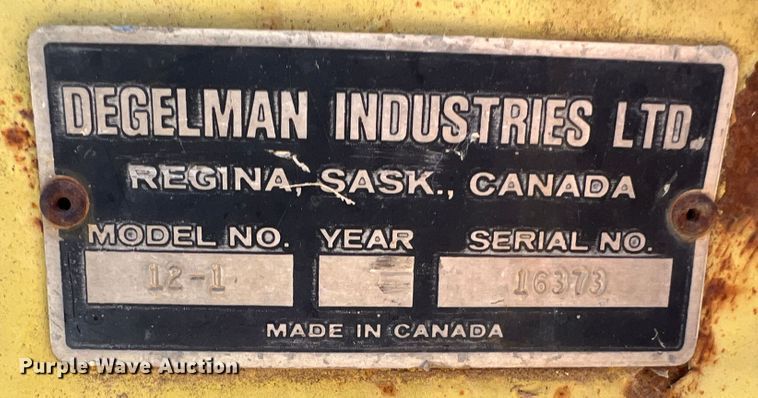 DEGELMAN INDUSTRIES LTD.
REGINA, SASK., CANADA
MODEL NO. YEAR SERIAL NO.
12-1 16373
MADE IN CANADA
Purple Wave Auction